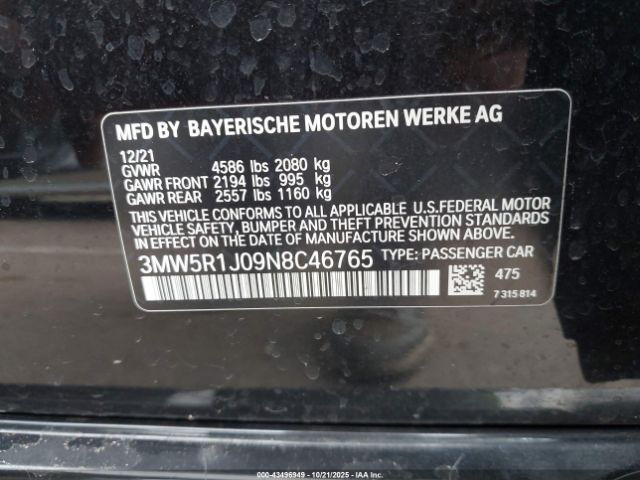 MFD BY BAYERISCHE MOTOREN WERKE AG
12/21
GVWR 4586 lbs 2080 kg
GAWR FRONT 2194 lbs 995 kg
GAWR REAR 2557 lbs 1160 kg
THIS VEHICLE CONFORMS TO ALL APPLICABLE U.S.FEDERAL MOTOR
VEHICLE SAFETY, BUMPER AND THEFT PREVENTION STANDARDS
IN EFFECT ON THE DATE OF MANUFACTURE SHOWN ABOVE.
3MW5R1J09N8C46765 TYPE: PASSENGER CAR
475
7 315 814
000-43496949 - 10/21/2025 - IAA Inc.